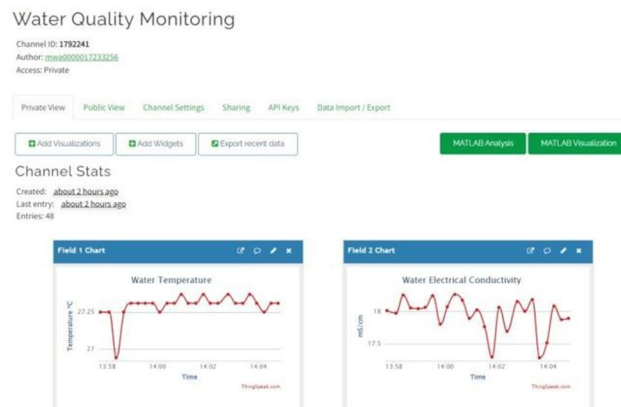 Water Quality Monitoring
Channel ID: 1792241
Author: mwa0000017233256
Access: Private
Private View Public View Channel Settings Sharing API Keys Data Import / Export
Add Visualizations Add Widgets Export recent data MATLAB Analysis MATLAB Visualization
Channel Stats
Created: about 2 hours ago
Last entry: about 2 hours ago
Entries: 48
Field 1 Chart
Water Temperature
Temperature °C
27.25
27
13:58 14:00 14:02 14:04
Time
ThingSpeak.com
Field 2 Chart
Water Electrical Conductivity
mS/cm
18
17.5
13:58 14:00 14:02 14:04
Time
ThingSpeak.com